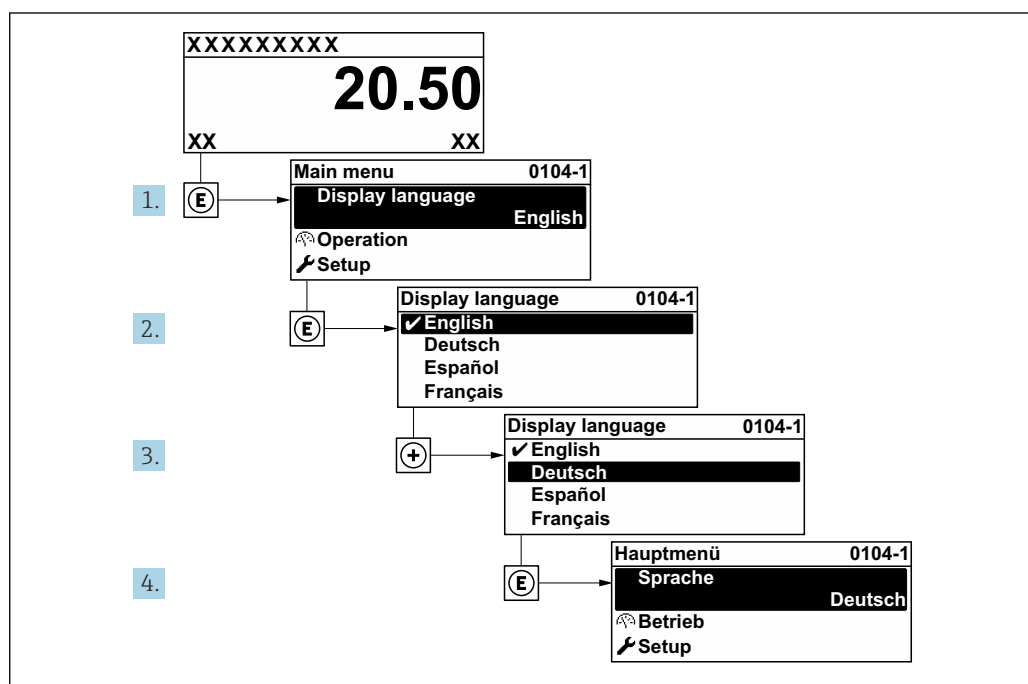 XXXXXXXXX
20.50
XX XX
1. E
Main menu 0104-1
Display language
English
Operation
Setup
2. E
Display language 0104-1
✔English
Deutsch
Español
Français
3. +
Display language 0104-1
✔English
Deutsch
Español
Français
4. E
Hauptmenü 0104-1
Sprache
Deutsch
Betrieb
Setup